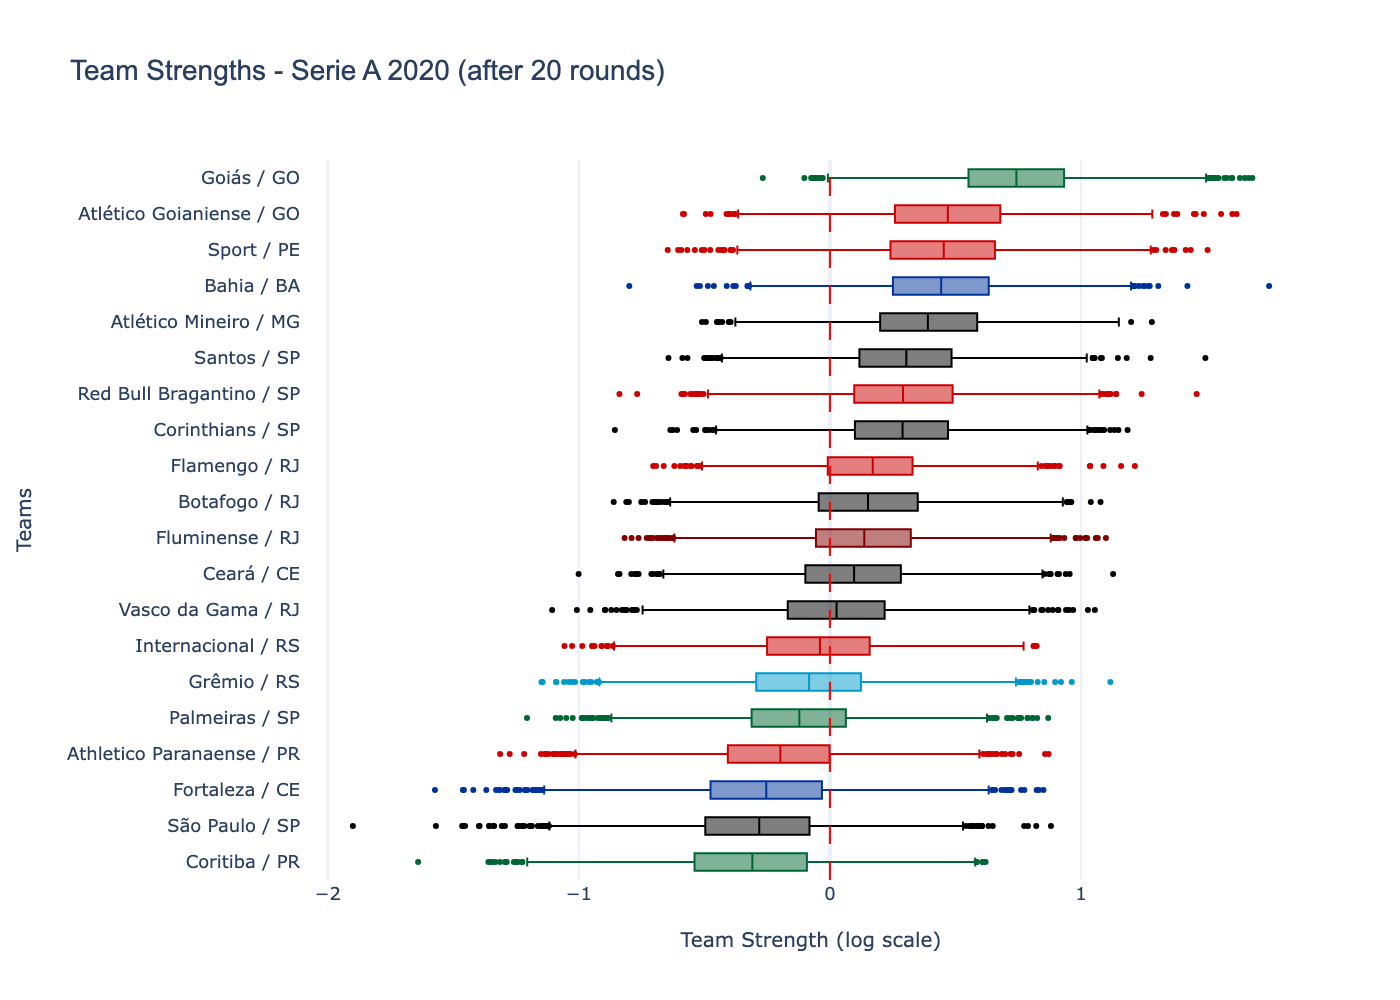 Team Strengths - Serie A 2020 (after 20 rounds)
Teams
Goiás / GO
Atlético Goianiense / GO
Sport / PE
Bahia / BA
Atlético Mineiro / MG
Santos / SP
Red Bull Bragantino / SP
Corinthians / SP
Flamengo / RJ
Botafogo / RJ
Fluminense / RJ
Ceará / CE
Vasco da Gama / RJ
Internacional / RS
Grêmio / RS
Palmeiras / SP
Athletico Paranaense / PR
Fortaleza / CE
São Paulo / SP
Coritiba / PR
−2 −1 0 1
Team Strength (log scale)